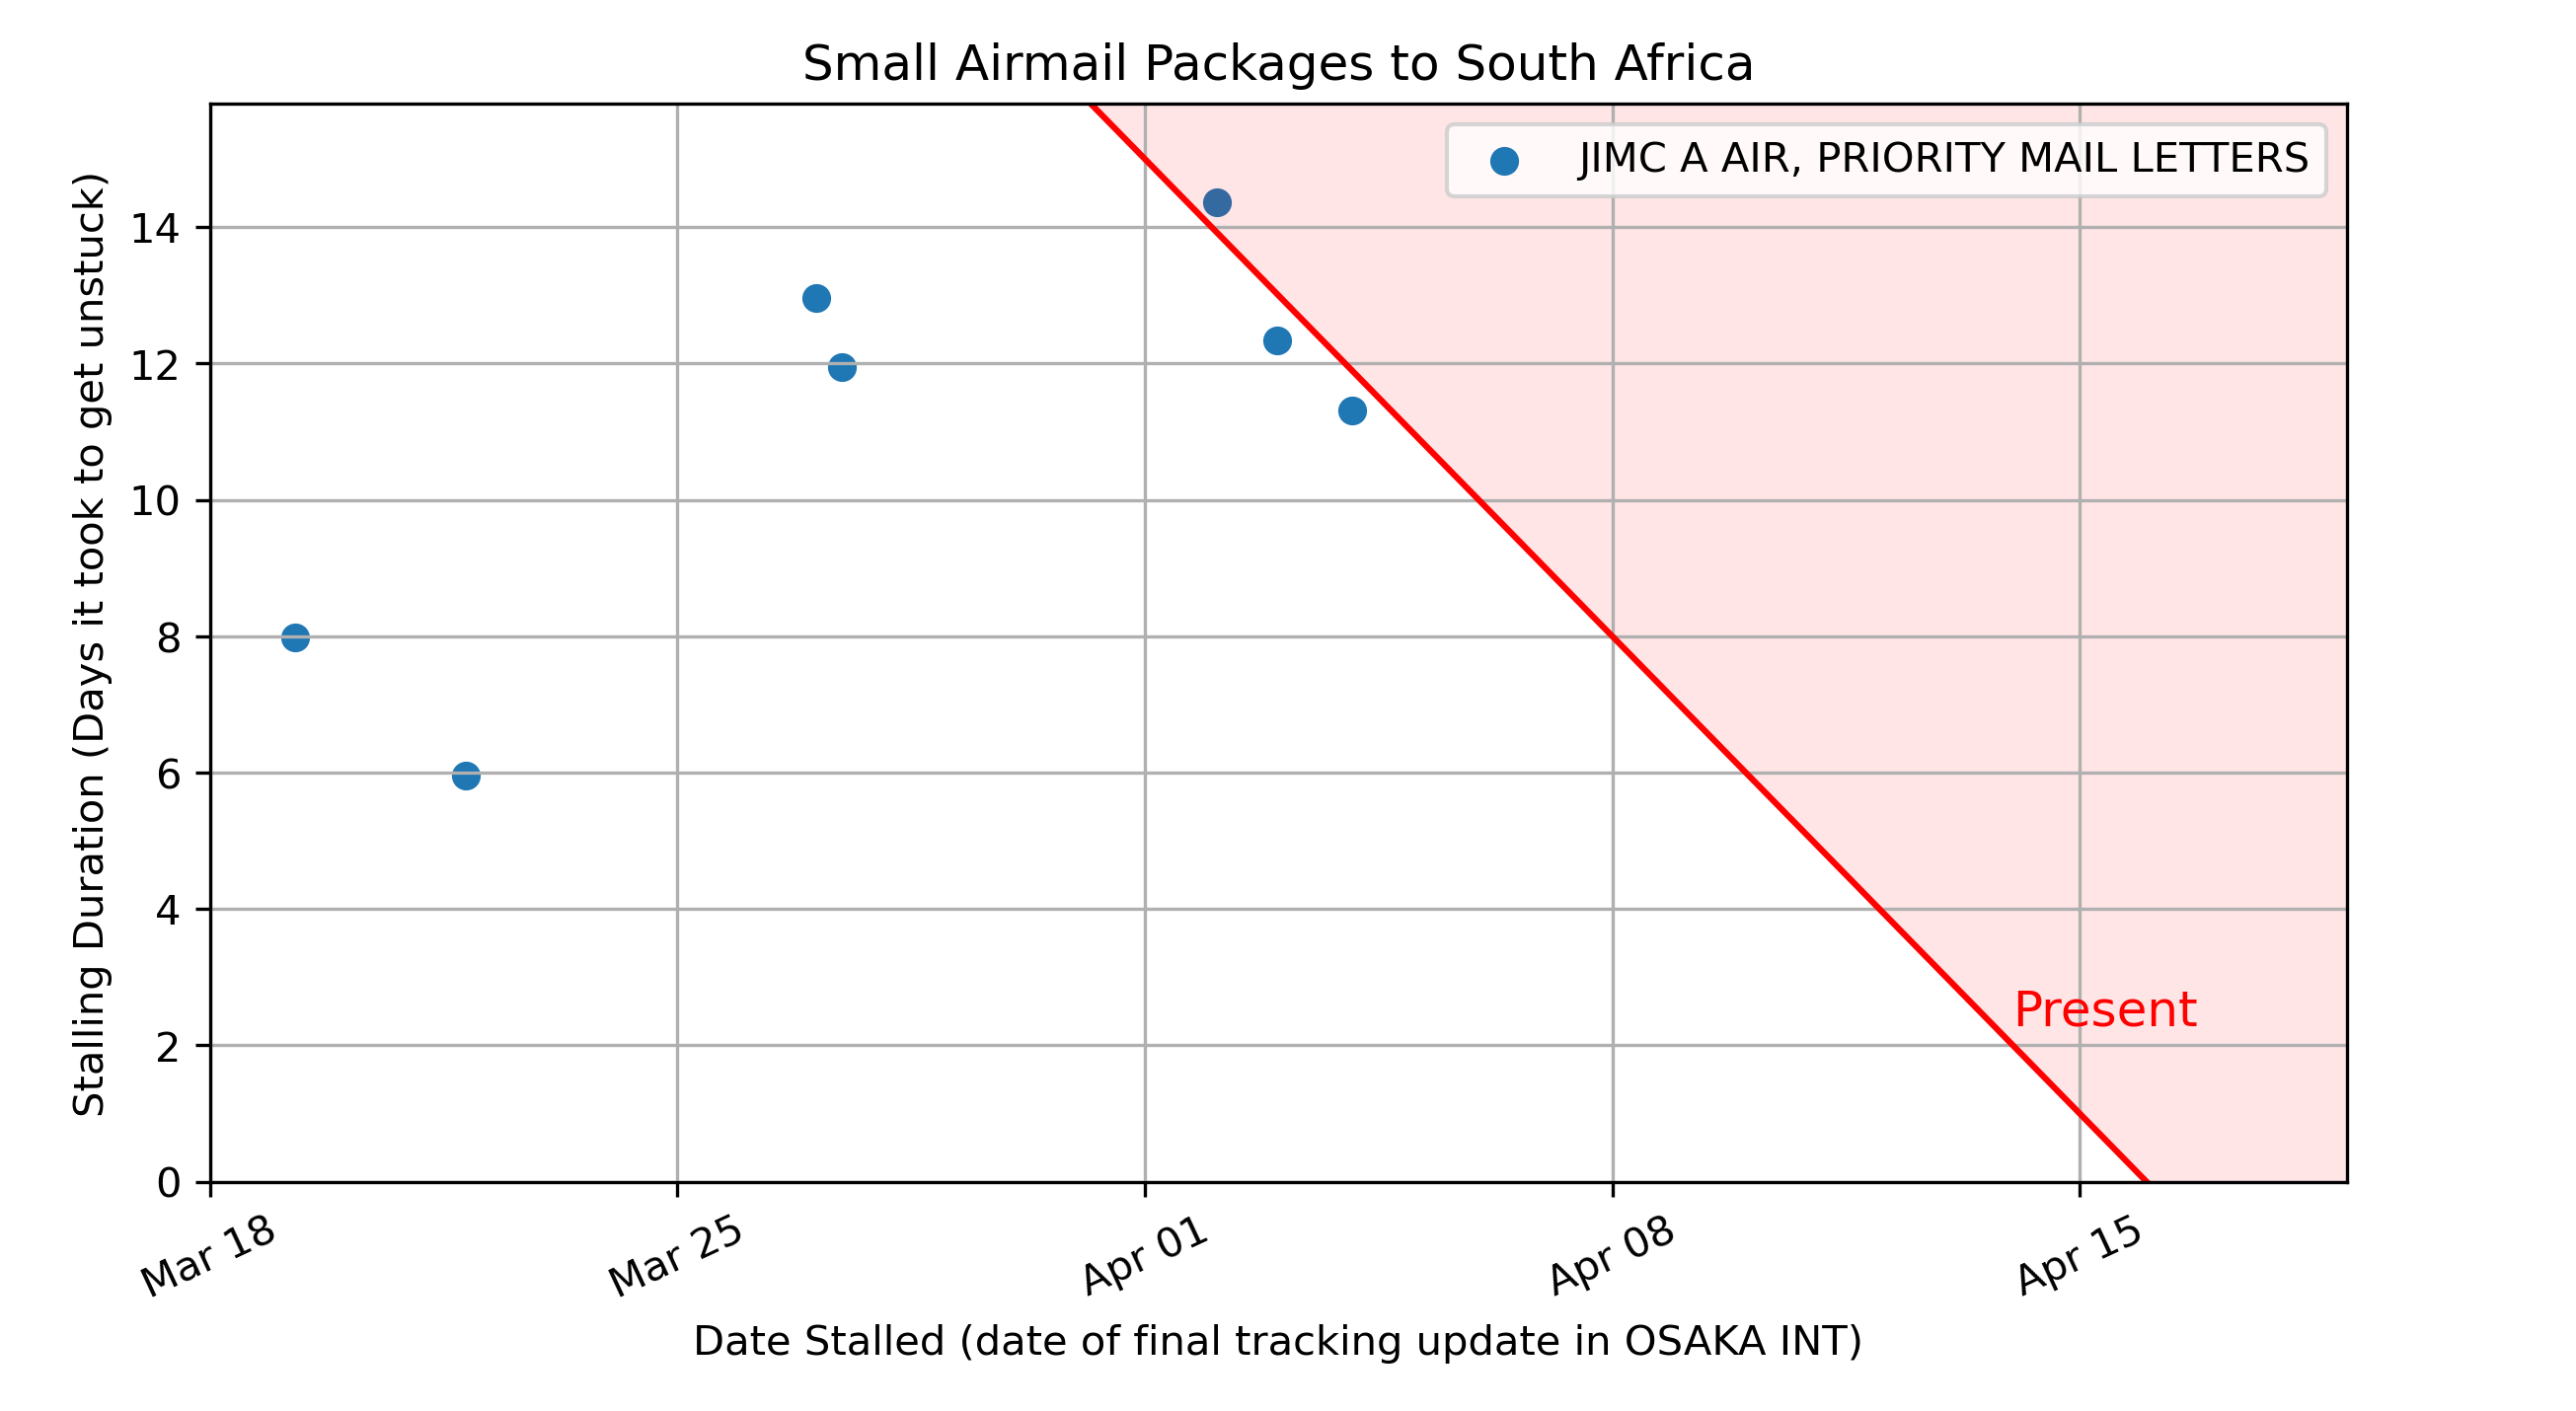 Small Airmail Packages to South Africa
JIMC A AIR, PRIORITY MAIL LETTERS
Stalling Duration (Days it took to get unstuck)
14
12
10
8
6
4
2
0
Present
Mar 18
Mar 25
Apr 01
Apr 08
Apr 15
Date Stalled (date of final tracking update in OSAKA INT)